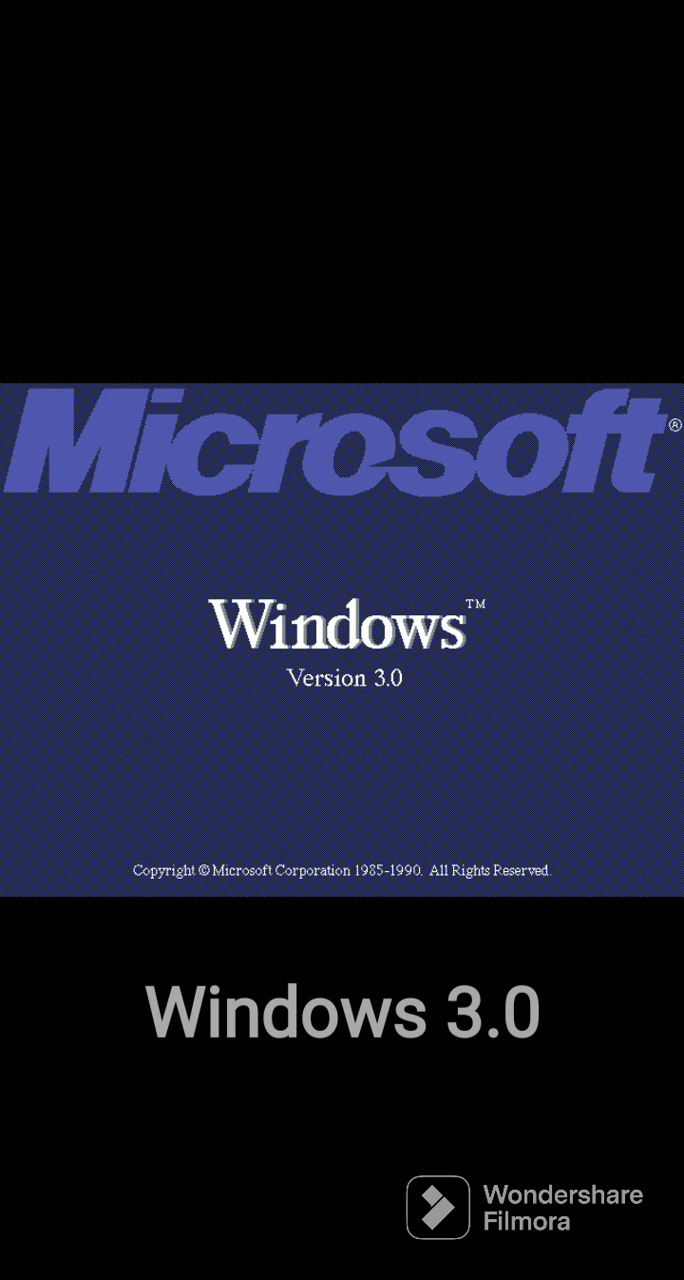 Microsoft®
Windows™
Version 3.0
Copyright © Microsoft Corporation 1985-1990. All Rights Reserved.
Windows 3.0
Wondershare
Filmora